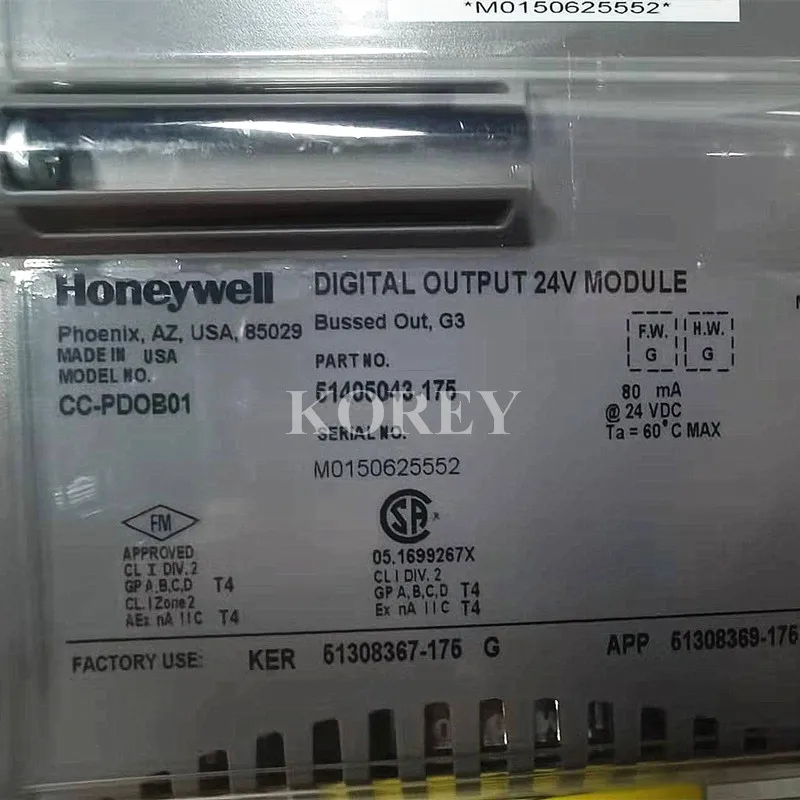 *M0150625552*
Honeywell
Phoenix, AZ, USA, 85029
MADE IN USA
MODEL NO.
CC-PDOB01
DIGITAL OUTPUT 24V MODULE
Bussed Out, G3
PART NO.
51405043-175
SERIAL NO.
M0150625552
KOREY
F.W.
G
H.W.
G
80 mA
@ 24 VDC
Ta = 60°C MAX
FM
APPROVED
CL I DIV. 2
GP A,B,C,D T4
CL. I Zone 2
AEx nA IIC T4
SA
05.1699267X
CL I DIV. 2
GP A,B,C,D T4
Ex nA IIC T4
FACTORY USE: KER 51308367-175 G APP 51308369-175